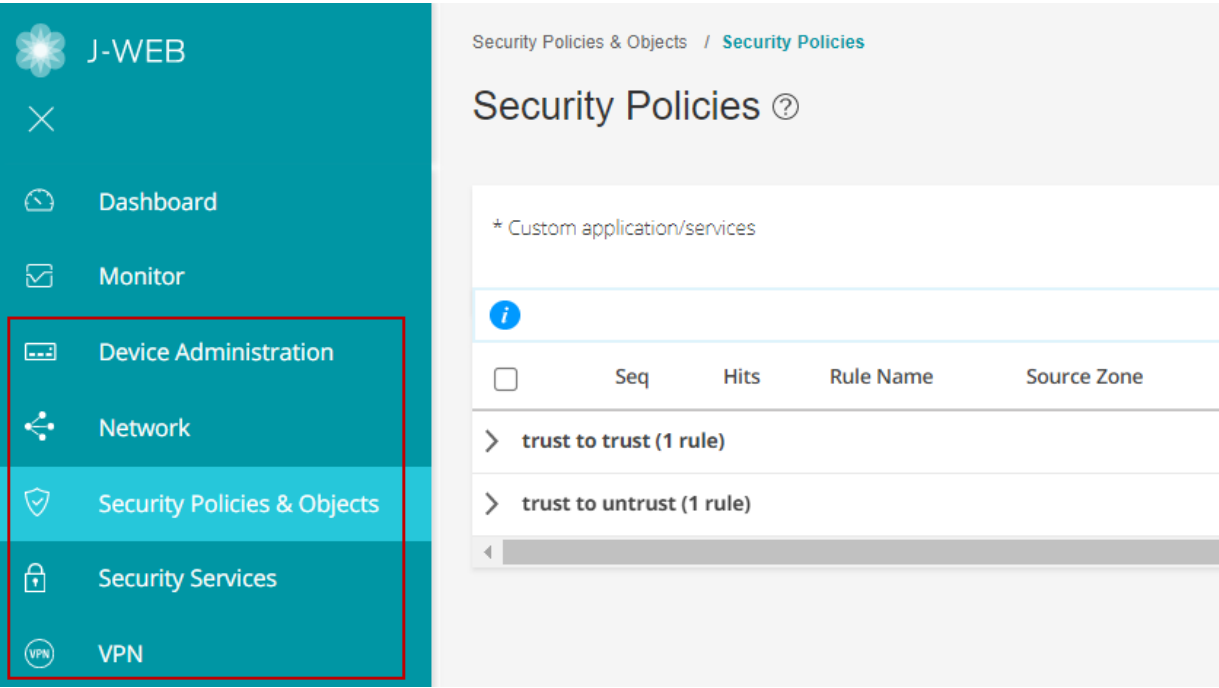 J-WEB
Dashboard
Monitor
Device Administration
Network
Security Policies & Objects
Security Services
VPN
VPN
Security Policies & Objects / Security Policies
Security Policies ?
* Custom application/services
i
Seq Hits Rule Name Source Zone
trust to trust (1 rule)
trust to untrust (1 rule)